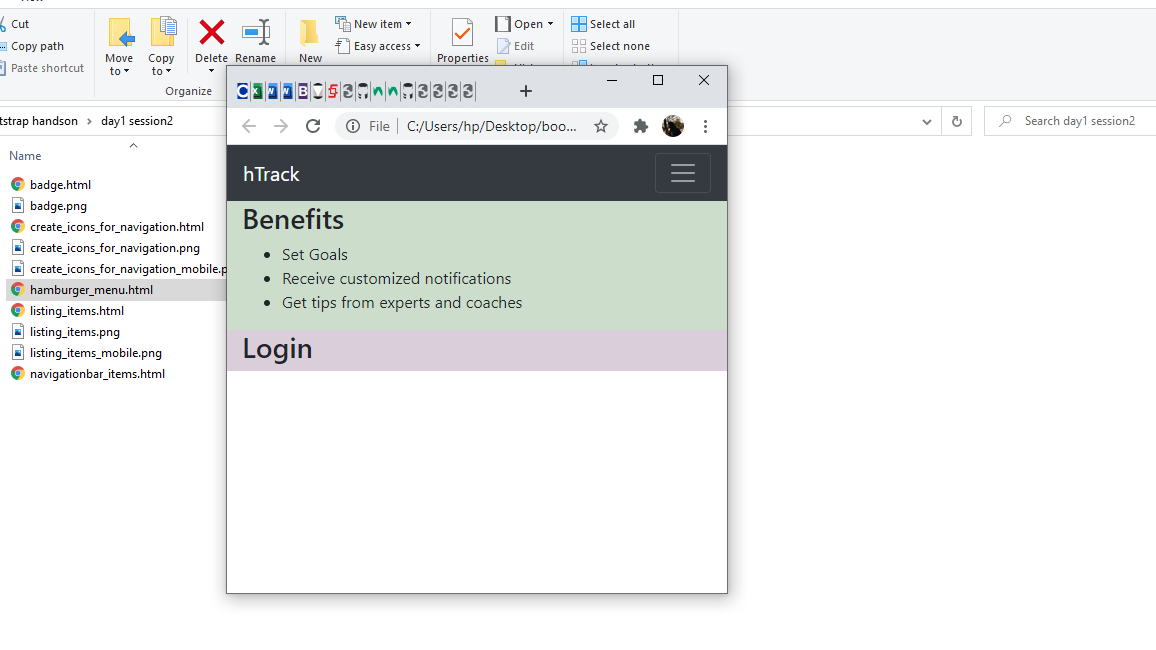 Cut
Copy path
Paste shortcut
Move to
Copy to
Delete
Rename
New
New item
Easy access
Properties
Open
Edit
Select all
Select none
Organize
tstrap handson > day1 session2
Search day1 session2
Name
badge.html
badge.png
create_icons_for_navigation.html
create_icons_for_navigation.png
create_icons_for_navigation_mobile.p
hamburger_menu.html
listing_items.html
listing_items.png
listing_items_mobile.png
navigationbar_items.html
File | C:/Users/hp/Desktop/boo...
hTrack
Benefits
Set Goals
Receive customized notifications
Get tips from experts and coaches
Login